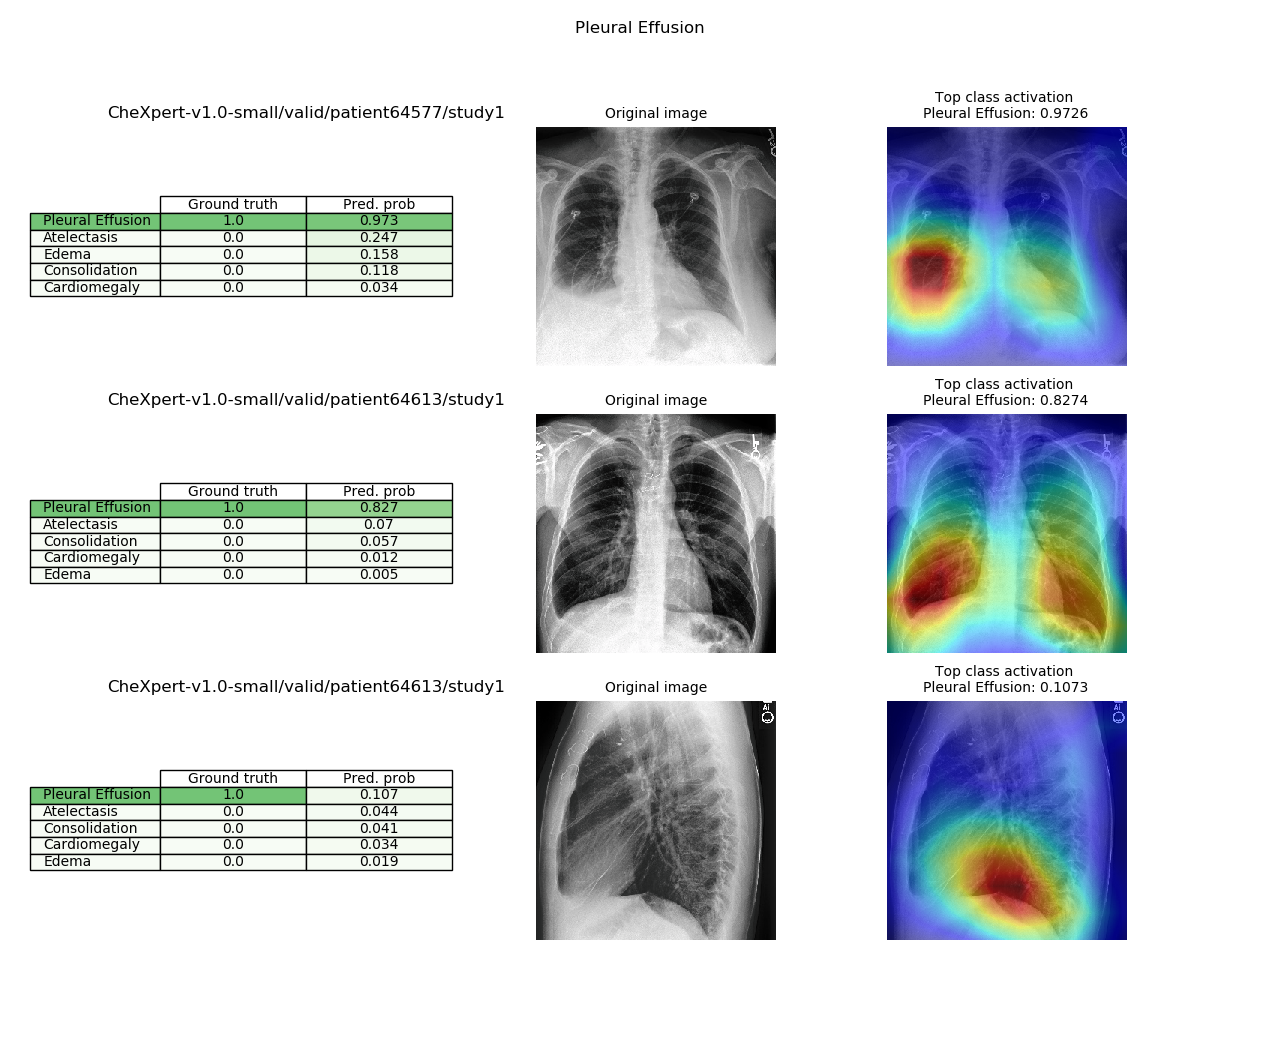 Pleural Effusion
CheXpert-v1.0-small/valid/patient64577/study1
Original image
Top class activation
Pleural Effusion: 0.9726
Ground truth Pred. prob
Pleural Effusion 1.0 0.973
Atelectasis 0.0 0.247
Edema 0.0 0.158
Consolidation 0.0 0.118
Cardiomegaly 0.0 0.034
CheXpert-v1.0-small/valid/patient64613/study1
Original image
Top class activation
Pleural Effusion: 0.8274
Ground truth Pred. prob
Pleural Effusion 1.0 0.827
Atelectasis 0.0 0.07
Consolidation 0.0 0.057
Cardiomegaly 0.0 0.012
Edema 0.0 0.005
CheXpert-v1.0-small/valid/patient64613/study1
Original image
Top class activation
Pleural Effusion: 0.1073
Ground truth Pred. prob
Pleural Effusion 1.0 0.107
Atelectasis 0.0 0.044
Consolidation 0.0 0.041
Cardiomegaly 0.0 0.034
Edema 0.0 0.019